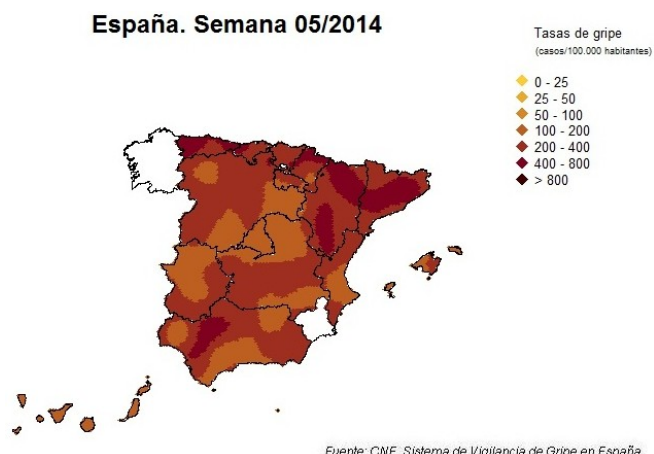 España. Semana 05/2014
Tasas de gripe
(casos/100.000 habitantes)
0 - 25
25 - 50
50 - 100
100 - 200
200 - 400
400 - 800
> 800
Fuente: CNE. Sistema de Vigilancia de Gripe en España